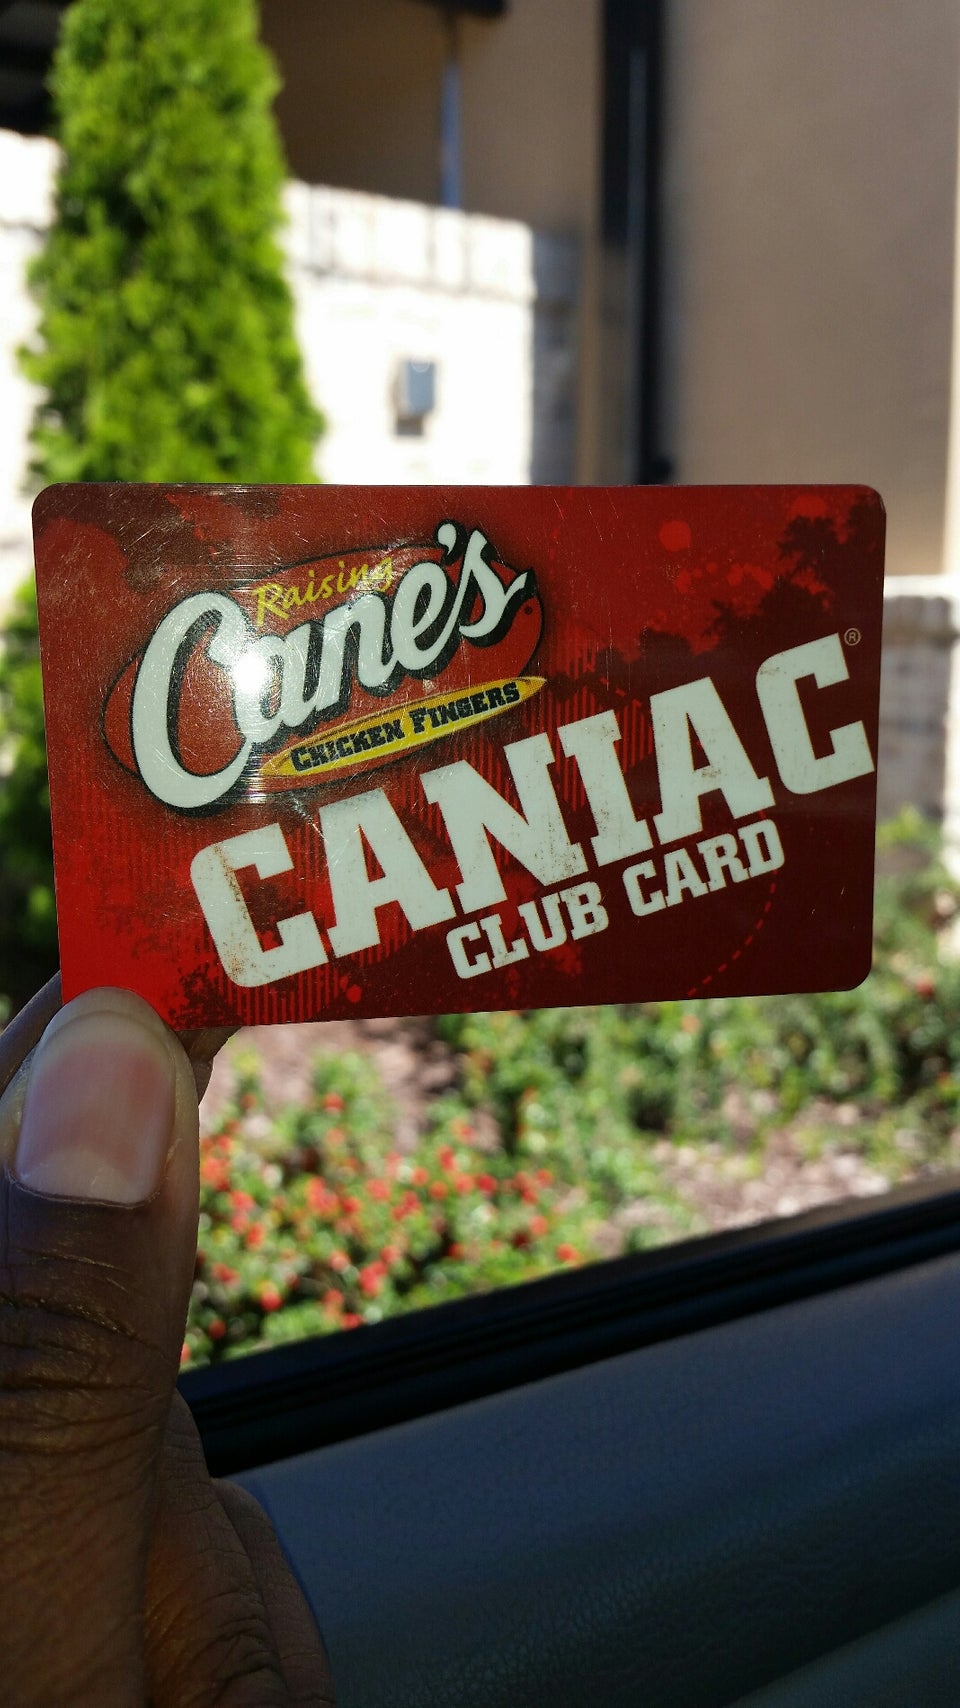 Raising
Cane's
CHICKEN FINGERS
CANIAC®
CLUB CARD